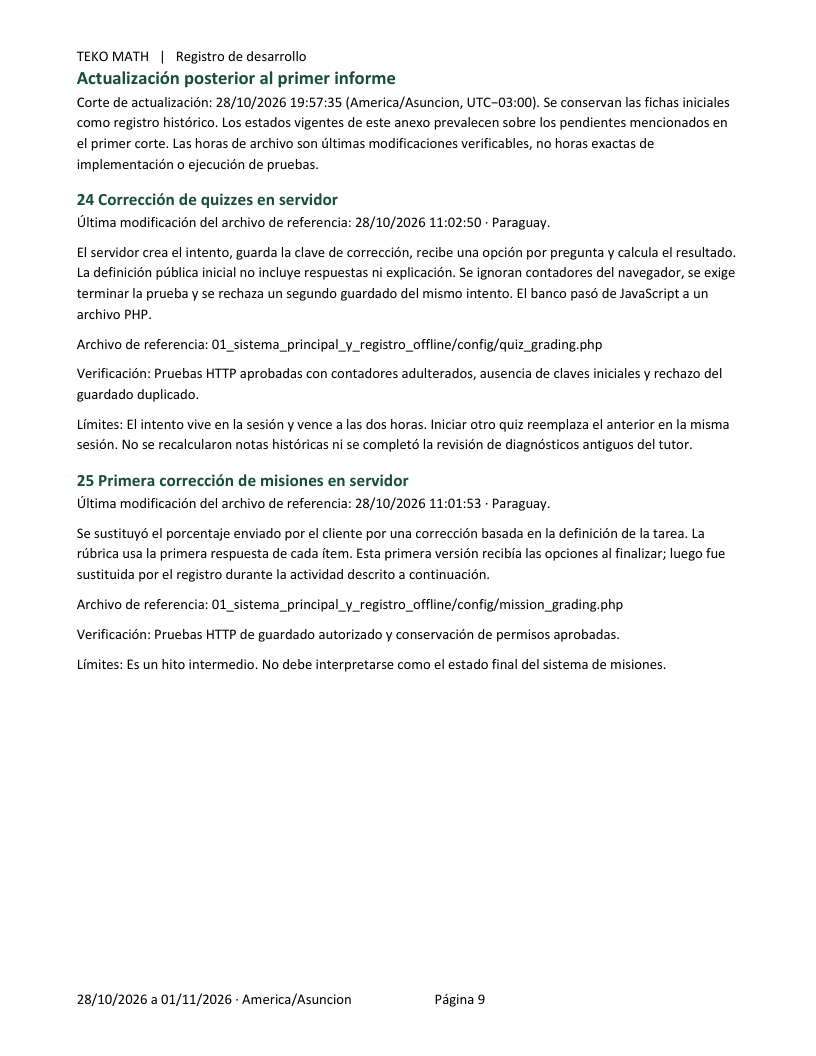 TEKO MATH | Registro de desarrollo
Actualización posterior al primer informe
Corte de actualización: 28/10/2026 19:57:35 (America/Asuncion, UTC−03:00). Se conservan las fichas iniciales
como registro histórico. Los estados vigentes de este anexo prevalecen sobre los pendientes mencionados en
el primer corte. Las horas de archivo son últimas modificaciones verificables, no horas exactas de
implementación o ejecución de pruebas.
24 Corrección de quizzes en servidor
Última modificación del archivo de referencia: 28/10/2026 11:02:50 · Paraguay.
El servidor crea el intento, guarda la clave de corrección, recibe una opción por pregunta y calcula el resultado.
La definición pública inicial no incluye respuestas ni explicación. Se ignoran contadores del navegador, se exige
terminar la prueba y se rechaza un segundo guardado del mismo intento. El banco pasó de JavaScript a un
archivo PHP.
Archivo de referencia: 01_sistema_principal_y_registro_offline/config/quiz_grading.php
Verificación: Pruebas HTTP aprobadas con contadores adulterados, ausencia de claves iniciales y rechazo del
guardado duplicado.
Límites: El intento vive en la sesión y vence a las dos horas. Iniciar otro quiz reemplaza el anterior en la misma
sesión. No se recalcularon notas históricas ni se completó la revisión de diagnósticos antiguos del tutor.
25 Primera corrección de misiones en servidor
Última modificación del archivo de referencia: 28/10/2026 11:01:53 · Paraguay.
Se sustituyó el porcentaje enviado por el cliente por una corrección basada en la definición de la tarea. La
rúbrica usa la primera respuesta de cada ítem. Esta primera versión recibía las opciones al finalizar; luego fue
sustituida por el registro durante la actividad descrito a continuación.
Archivo de referencia: 01_sistema_principal_y_registro_offline/config/mission_grading.php
Verificación: Pruebas HTTP de guardado autorizado y conservación de permisos aprobadas.
Límites: Es un hito intermedio. No debe interpretarse como el estado final del sistema de misiones.
28/10/2026 a 01/11/2026 · America/Asuncion Página 9